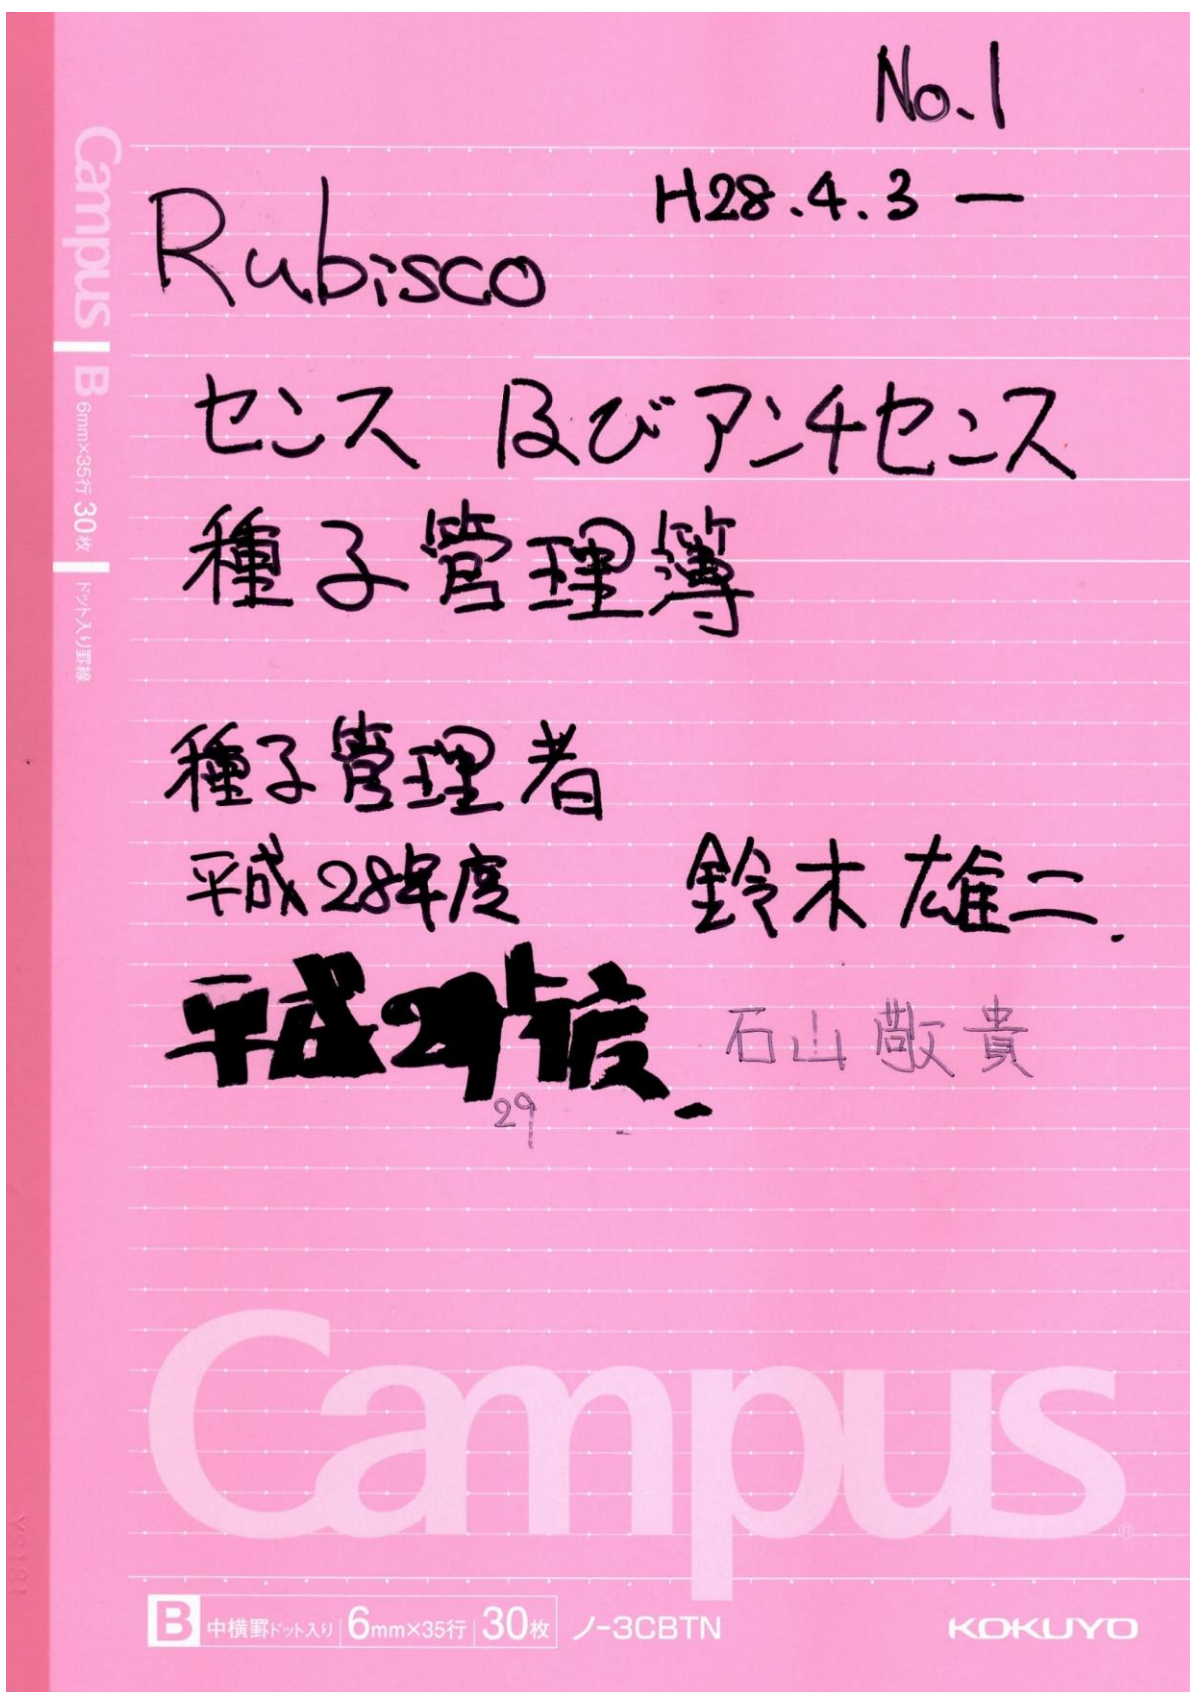 No.1
H28.4.3 ー
Rubisco
センス 及びアンチセンス
種子管理簿
種子管理者
平成28年度 鈴木雄二.
平成29年度. 石山敬貴
29
Campus B 6mm×35行 30枚 ドット入り罫線
Campus®
B 中横罫ドット入り 6mm×35行 30枚 ノ-3CBTN KOKUYO